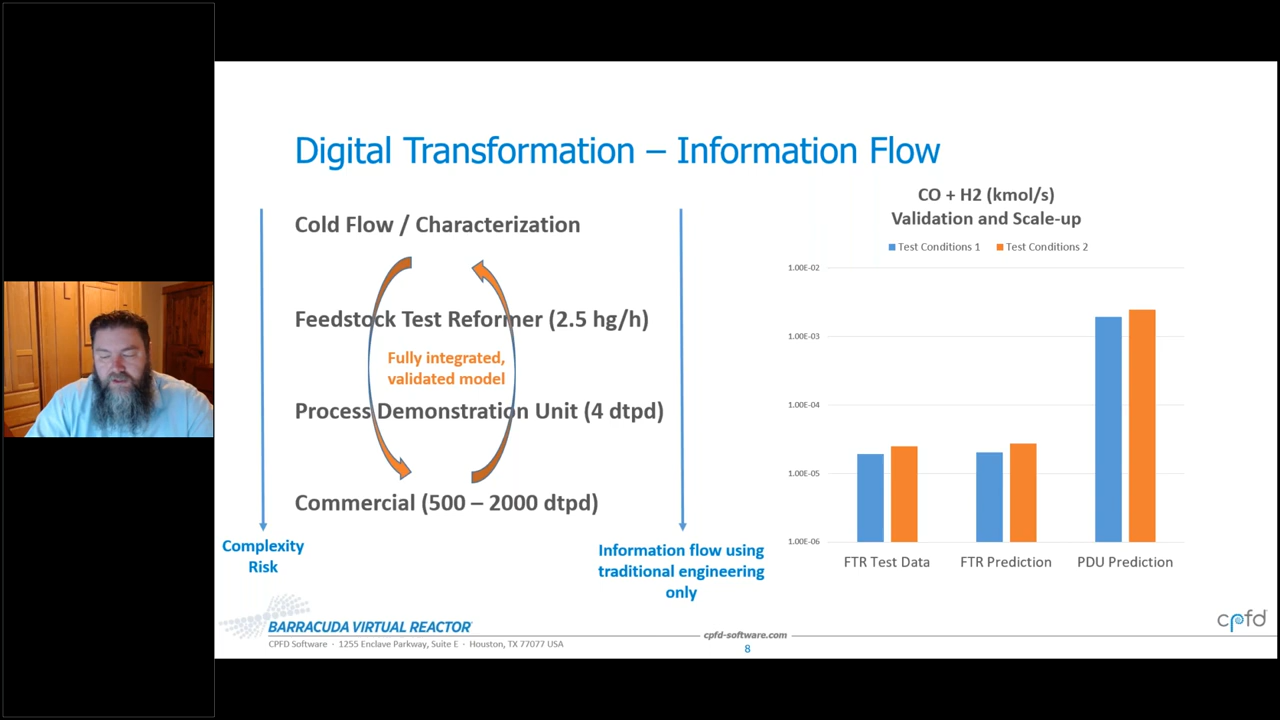 Digital Transformation – Information Flow
Cold Flow / Characterization
Feedstock Test Reformer (2.5 hg/h)
Fully integrated,
validated model
Process Demonstration Unit (4 dtpd)
Commercial (500 – 2000 dtpd)
Complexity
Risk
Information flow using
traditional engineering
only
CO + H2 (kmol/s)
Validation and Scale-up
Test Conditions 1
Test Conditions 2
1.00E-02
1.00E-03
1.00E-04
1.00E-05
1.00E-06
FTR Test Data
FTR Prediction
PDU Prediction
BARRACUDA VIRTUAL REACTOR
CPFD Software · 1255 Enclave Parkway, Suite E · Houston, TX 77077 USA
cpfd-software.com
8
cpfd